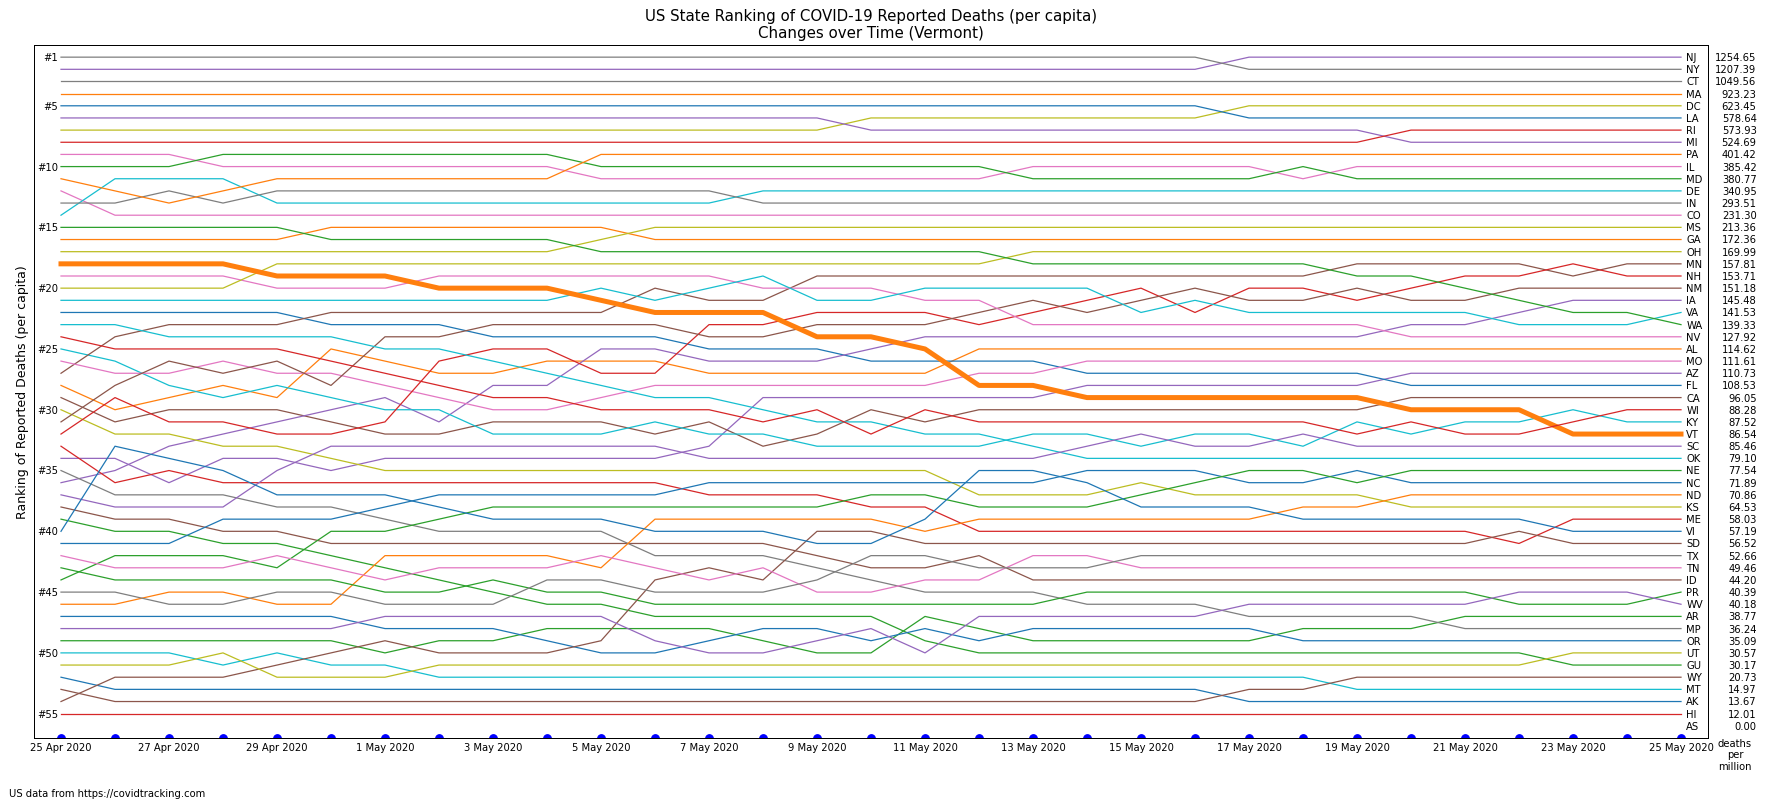 US State Ranking of COVID-19 Reported Deaths (per capita)
Changes over Time (Vermont)
Ranking of Reported Deaths (per capita)
#1
#5
#10
#15
#20
#25
#30
#35
#40
#45
#50
#55
NJ 1254.65
NY 1207.39
CT 1049.56
MA 923.23
DC 623.45
LA 578.64
RI 573.93
MI 524.69
PA 401.42
IL 385.42
MD 380.77
DE 340.95
IN 293.51
CO 231.30
MS 213.36
GA 172.36
OH 169.99
MN 157.81
NH 153.71
NM 151.18
IA 145.48
VA 141.53
WA 139.33
NV 127.92
AL 114.62
MO 111.61
AZ 110.73
FL 108.53
CA 96.05
WI 88.28
KY 87.52
VT 86.54
SC 85.46
OK 79.10
NE 77.54
NC 71.89
ND 70.86
KS 64.53
ME 58.03
VI 57.19
SD 56.52
TX 52.66
TN 49.46
ID 44.20
PR 40.39
WV 40.18
AR 38.77
MP 36.24
OR 35.09
UT 30.57
GU 30.17
WY 20.73
MT 14.97
AK 13.67
HI 12.01
AS 0.00
25 Apr 2020 27 Apr 2020 29 Apr 2020 1 May 2020 3 May 2020 5 May 2020 7 May 2020 9 May 2020 11 May 2020 13 May 2020 15 May 2020 17 May 2020 19 May 2020 21 May 2020 23 May 2020 25 May 2020
deaths
per
million
US data from https://covidtracking.com